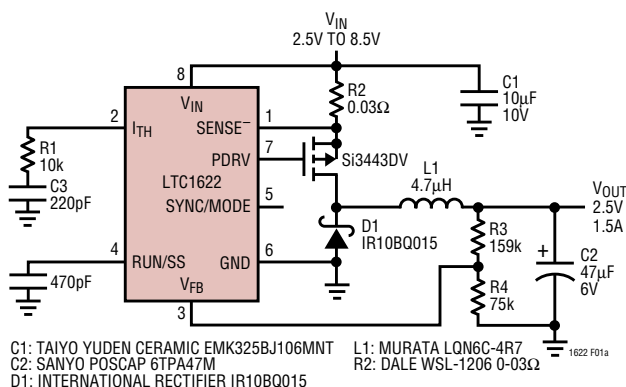 VIN
2.5V TO 8.5V
8
VIN
R2
0.03Ω
C1
10µF
10V
2
ITH
SENSE–
1
R1
10k
PDRV
7
Si3443DV
C3
220pF
LTC1622
L1
4.7µH
VOUT
2.5V
1.5A
SYNC/MODE
5
D1
IR10BQ015
R3
159k
4
RUN/SS
GND
6
+
C2
47µF
6V
470pF
VFB
3
R4
75k
1622 F01a
C1: TAIYO YUDEN CERAMIC EMK325BJ106MNT
L1: MURATA LQN6C-4R7
C2: SANYO POSCAP 6TPA47M
R2: DALE WSL-1206 0-03Ω
D1: INTERNATIONAL RECTIFIER IR10BQ015